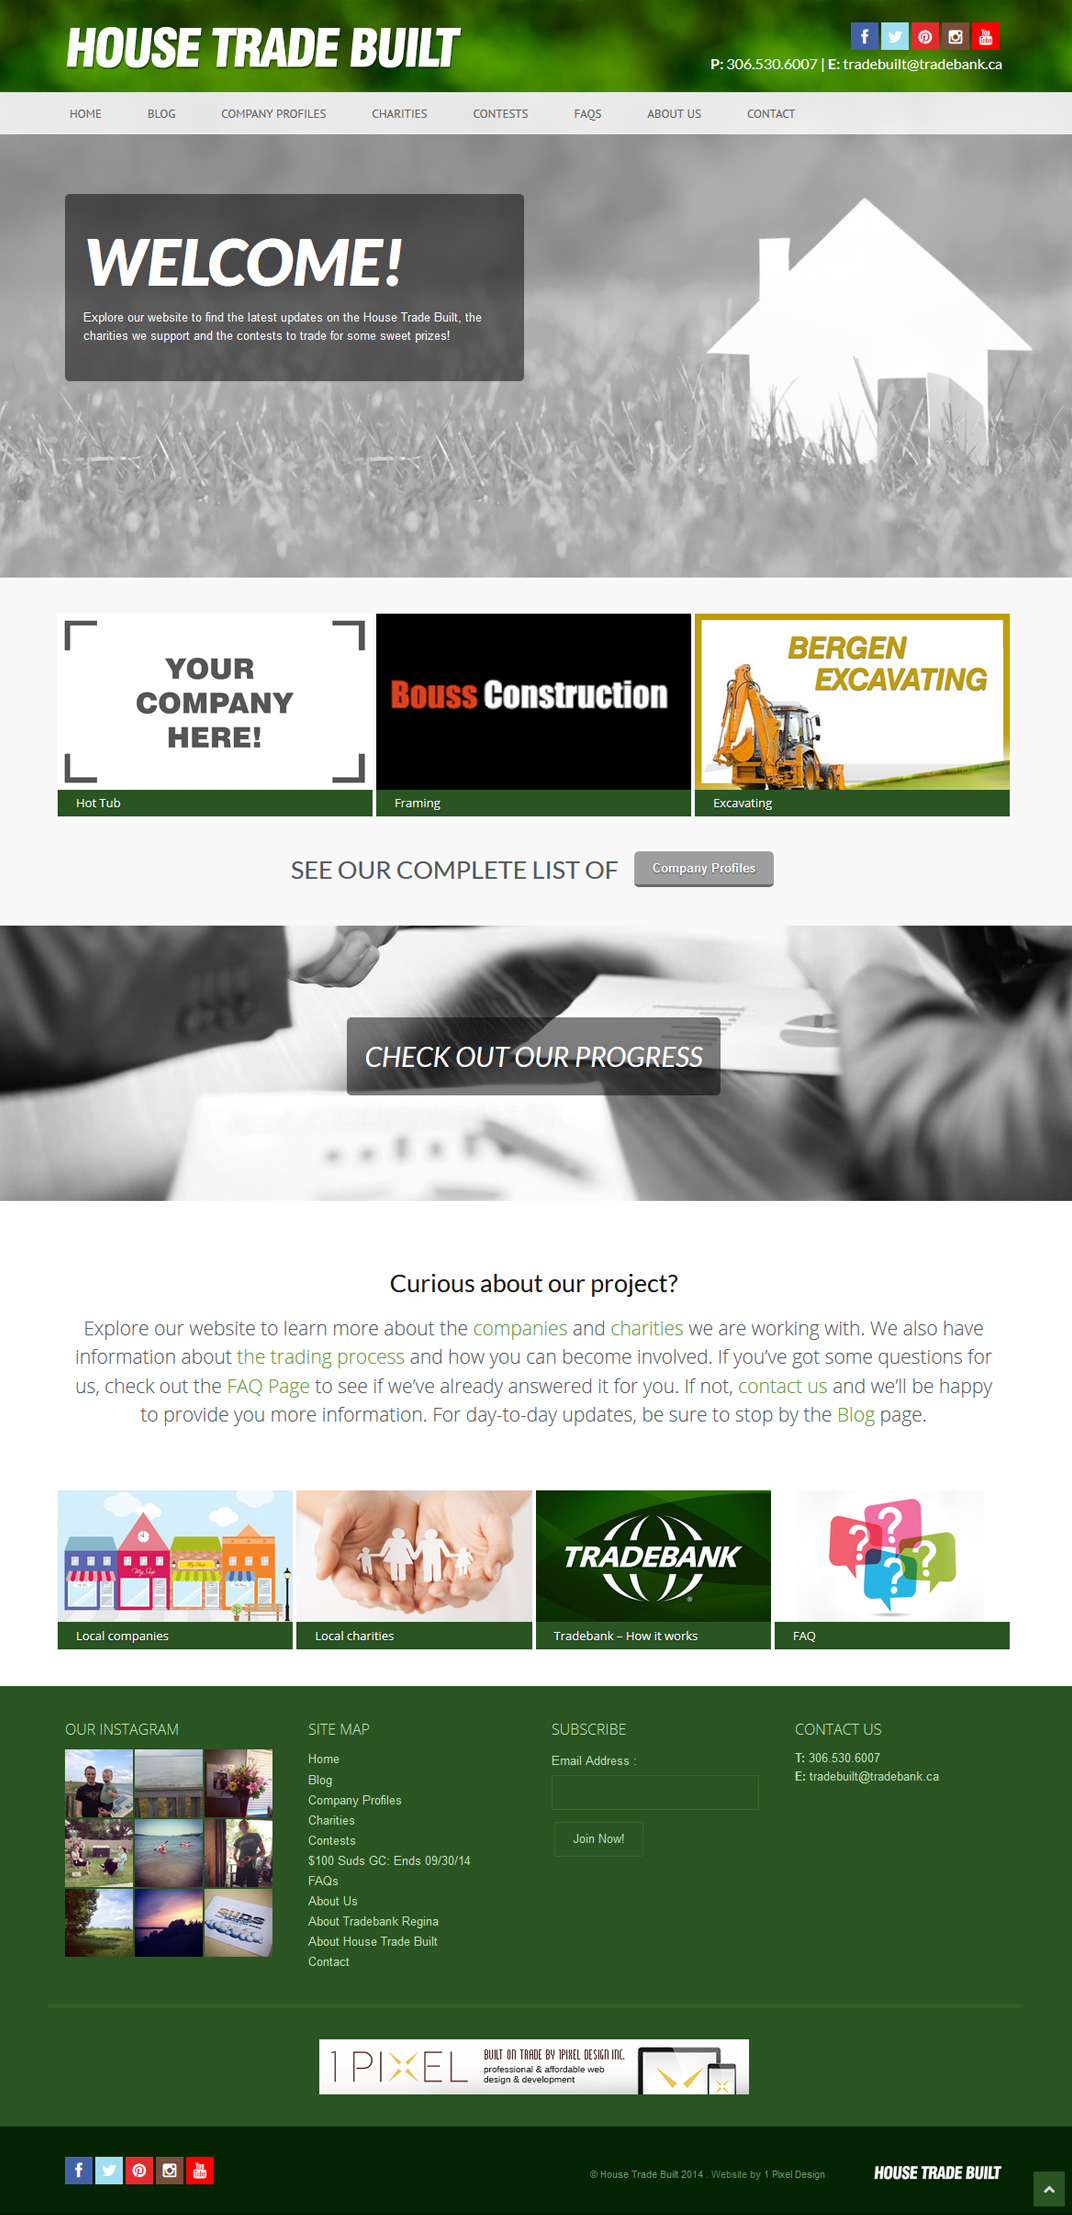 HOUSE TRADE BUILT
P: 306.530.6007 | E: tradebuilt@tradebank.ca
HOME BLOG COMPANY PROFILES CHARITIES CONTESTS FAQS ABOUT US CONTACT
WELCOME!
Explore our website to find the latest updates on the House Trade Built, the
charities we support and the contests to trade for some sweet prizes!
YOUR
COMPANY
HERE!
Hot Tub
Bouss Construction
Framing
BERGEN
EXCAVATING
Excavating
SEE OUR COMPLETE LIST OF
Company Profiles
CHECK OUT OUR PROGRESS
Curious about our project?
Explore our website to learn more about the companies and charities we are working with. We also have
information about the trading process and how you can become involved. If you've got some questions for
us, check out the FAQ Page to see if we've already answered it for you. If not, contact us and we'll be happy
to provide you more information. For day-to-day updates, be sure to stop by the Blog page.
Local companies
Local charities
TRADEBANK
Tradebank – How it works
FAQ
OUR INSTAGRAM
SUDS
SITE MAP
Home
Blog
Company Profiles
Charities
Contests
$100 Suds GC: Ends 09/30/14
FAQs
About Us
About Tradebank Regina
About House Trade Built
Contact
SUBSCRIBE
Email Address :
Join Now!
CONTACT US
T: 306.530.6007
E: tradebuilt@tradebank.ca
1 PIXEL
BUILT ON TRADE BY 1PIXEL DESIGN INC.
professional & affordable web
design & development
© House Trade Built 2014 . Website by 1 Pixel Design
HOUSE TRADE BUILT